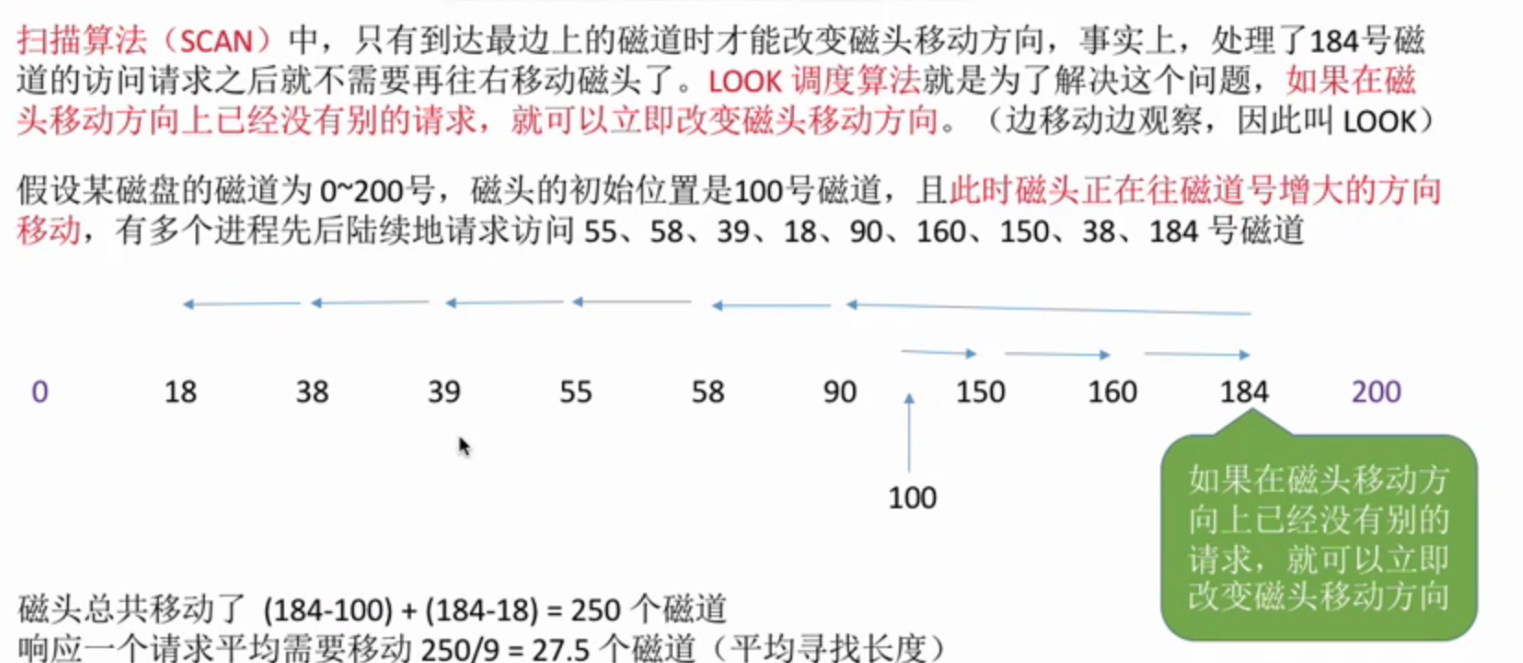 扫描算法（SCAN）中，只有到达最边上的磁道时才能改变磁头移动方向，事实上，处理了184号磁
道的访问请求之后就不需要再往右移动磁头了。LOOK 调度算法就是为了解决这个问题，如果在磁
头移动方向上已经没有别的请求，就可以立即改变磁头移动方向。（边移动边观察，因此叫 LOOK）
假设某磁盘的磁道为 0~200号，磁头的初始位置是100号磁道，且此时磁头正在往磁道号增大的方向
移动，有多个进程先后陆续地请求访问 55、58、39、18、90、160、150、38、184 号磁道
0 18 38 39 55 58 90 150 160 184 200
100
如果在磁头移动方
向上已经没有别的
请求，就可以立即
改变磁头移动方向
磁头总共移动了 (184-100) + (184-18) = 250 个磁道
响应一个请求平均需要移动 250/9 = 27.5 个磁道（平均寻找长度）